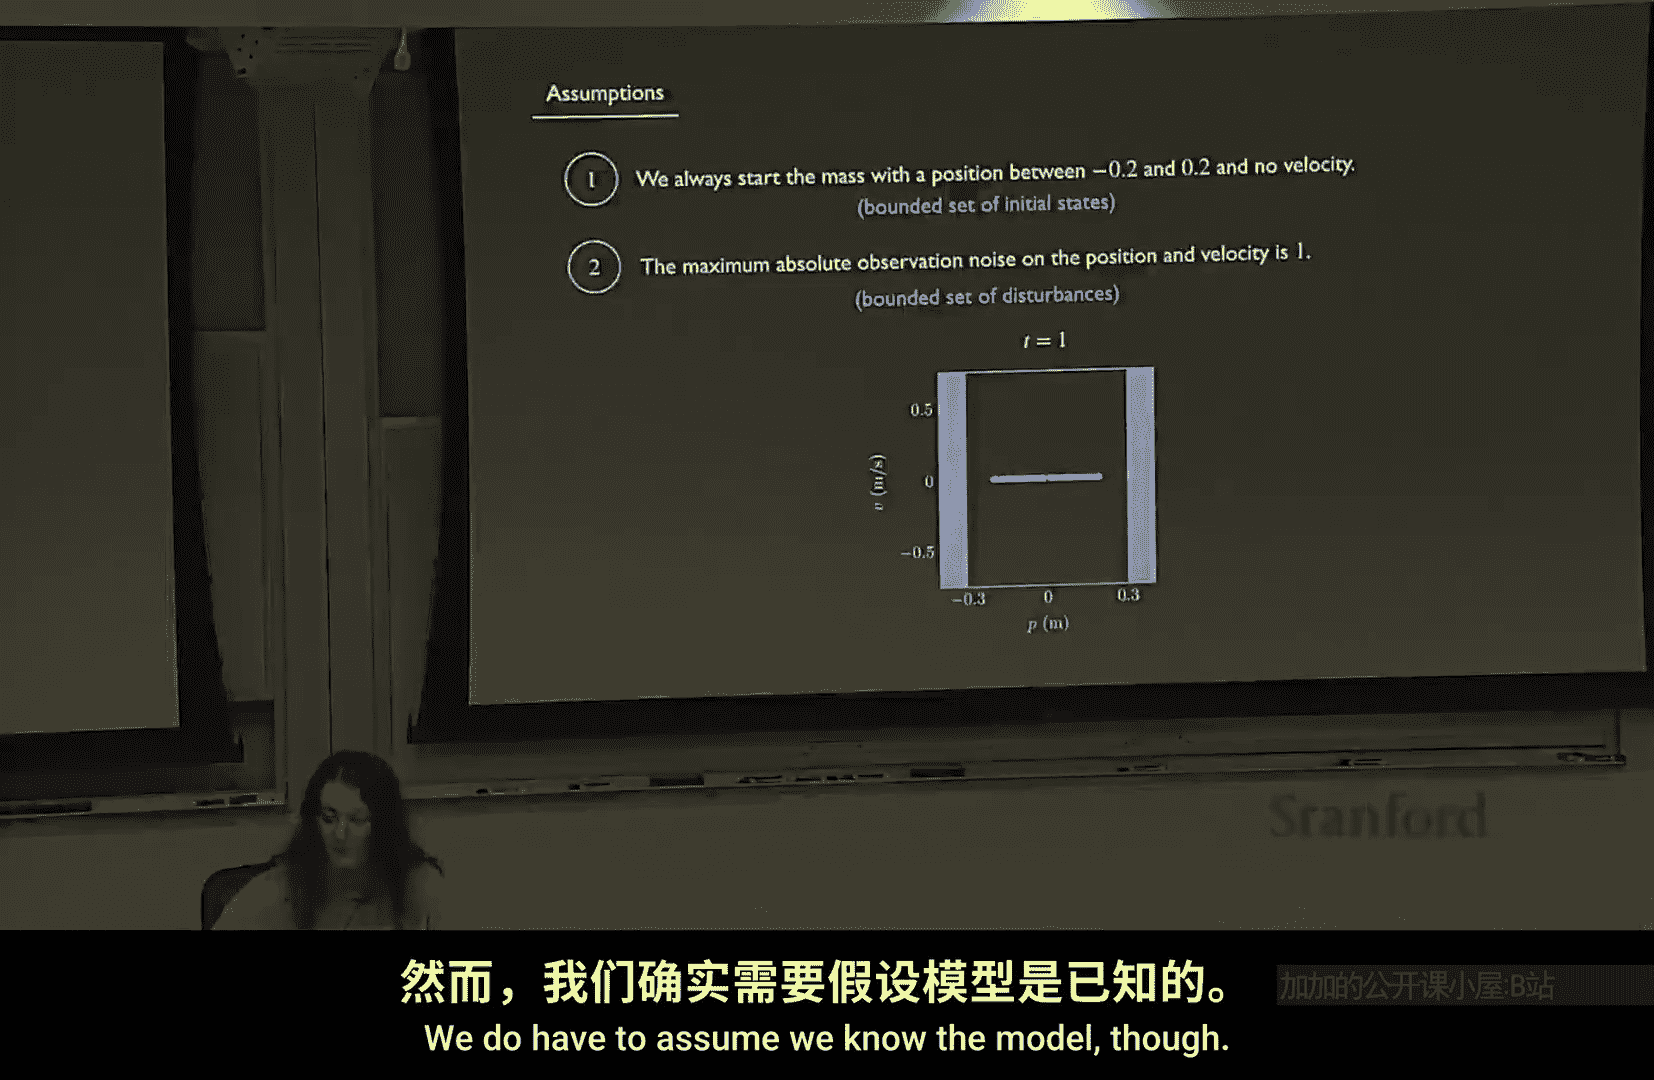 Assumptions
1 We always start the mass with a position between −0.2 and 0.2 and no velocity.
(bounded set of initial states)
2 The maximum absolute observation noise on the position and velocity is 1.
(bounded set of disturbances)
t = 1
0.5
0
−0.5
v (m/s)
−0.3 0 0.3
p (m)
Stanford
然而，我们确实需要假设模型是已知的。
加加的公开课小屋:B站
We do have to assume we know the model, though.